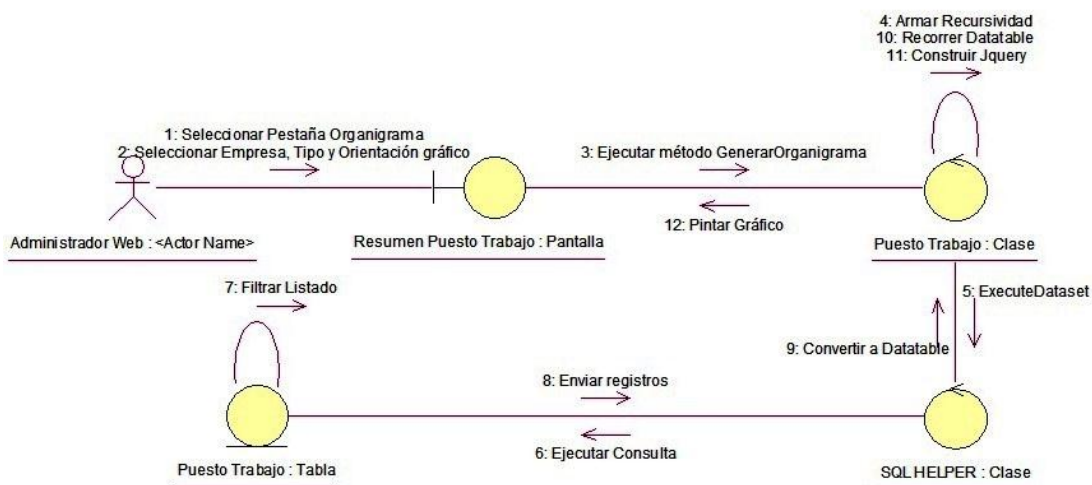 4: Armar Recursividad
10: Recorrer Datatable
11: Construir Jquery
1: Seleccionar Pestaña Organigrama
2: Seleccionar Empresa, Tipo y Orientación gráfico
3: Ejecutar método GenerarOrganigrama
12: Pintar Gráfico
Administrador Web : <Actor Name>
Resumen Puesto Trabajo : Pantalla
Puesto Trabajo : Clase
7: Filtrar Listado
5: ExecuteDataset
9: Convertir a Datatable
8: Enviar registros
6: Ejecutar Consulta
Puesto Trabajo : Tabla
SQL HELPER : Clase